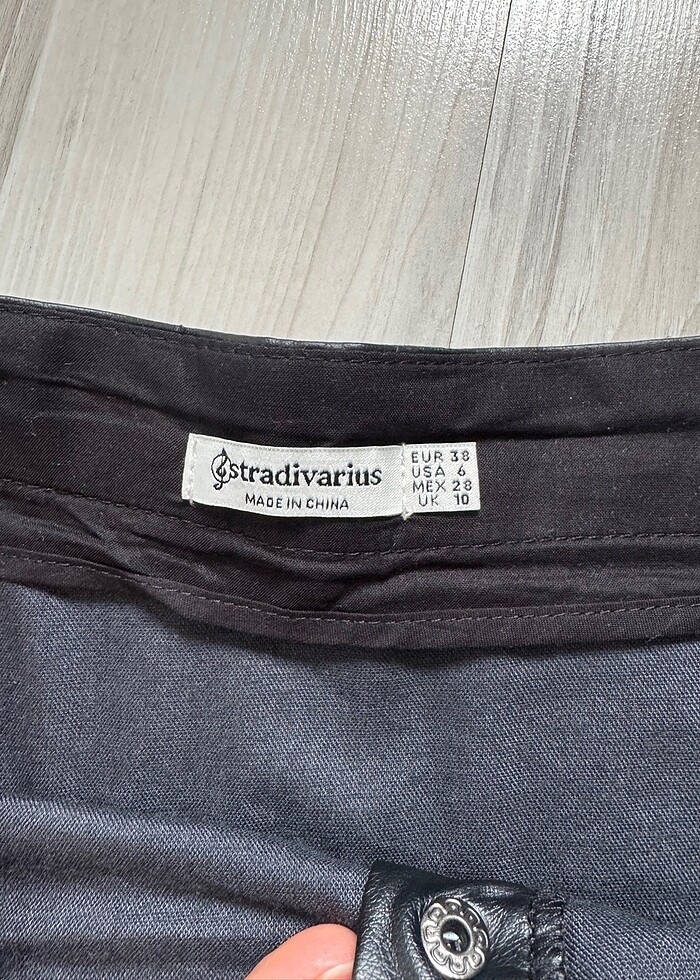 stradivarius
MADE IN CHINA
EUR 38
USA 6
MEX 28
UK 10